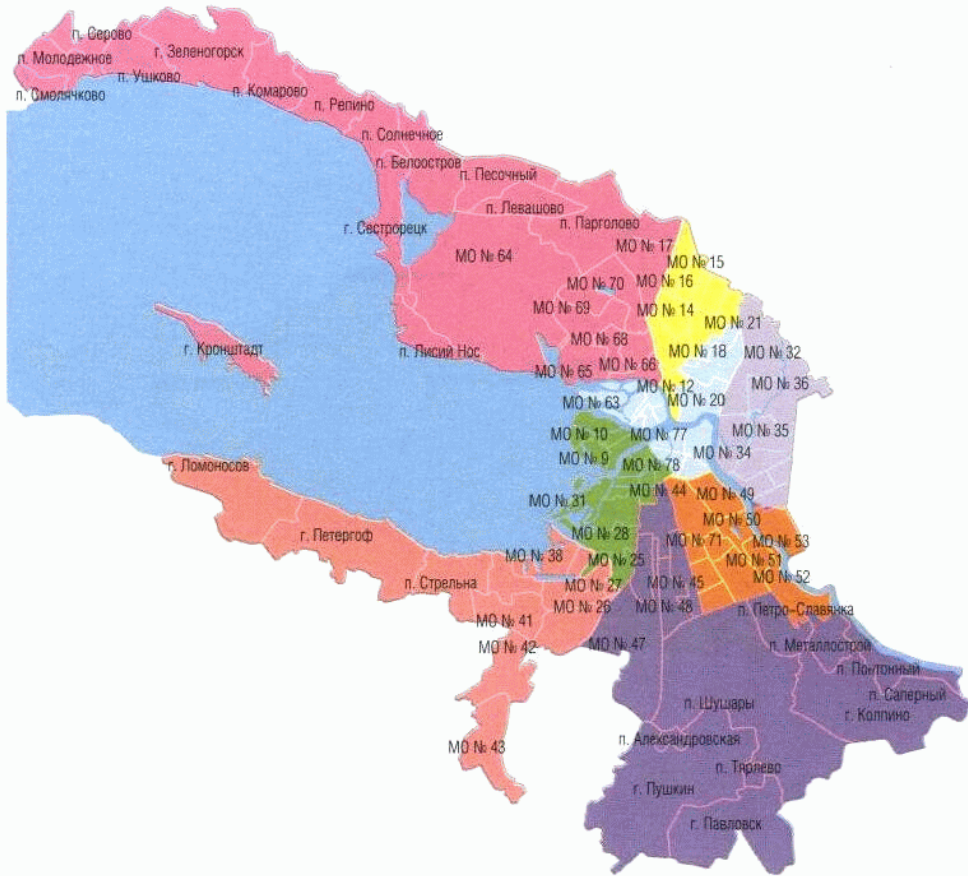 п. Серово
г. Зеленогорск
п. Молодежное
п. Ушково
п. Смолячково
п. Комарово
п. Репино
п. Солнечное
п. Белоостров
п. Песочный
п. Левашово
п. Парголово
г. Сестрорецк
МО № 17
МО № 64
МО № 15
МО № 70
МО № 16
МО № 69
МО № 14
МО № 21
МО № 68
г. Кронштадт
п. Лисий Нос
МО № 18
МО № 32
МО № 66
МО № 65
МО № 12
МО № 36
МО № 63
МО № 20
МО № 10
МО № 77
МО № 35
МО № 9
МО № 78
МО № 34
г. Ломоносов
МО № 44
МО № 49
МО № 31
МО № 50
г. Петергоф
МО № 28
МО № 71
МО № 53
МО № 38
МО № 25
МО № 51
п. Стрельна
МО № 27
МО № 45
МО № 52
МО № 26
МО № 48
п. Петро-Славянка
МО № 41
МО № 42
МО № 47
п. Металлострой
п. Понтонный
п. Саперный
п. Шушары
г. Колпино
МО № 43
п. Александровская
п. Тярлево
г. Пушкин
г. Павловск